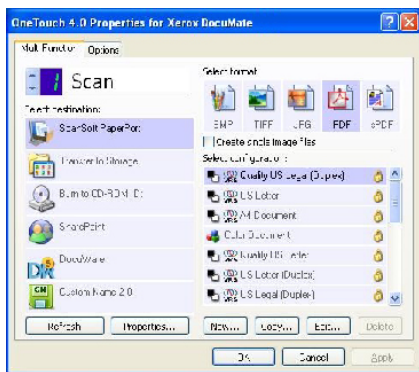 OneTouch 4.0 Properties for Xerox DocuMate
Multi Function Options
1 Scan
Select destination:
ScanSoft PaperPort
Transfer to Storage
Burn to CD-ROM D:
SharePoint
DocuWare
Custom Name 2.0
Select format
BMP TIFF JPG PDF sPDF
Create single image files
Select configuration:
Quality US Legal (Duplex)
US Letter
A4 Document
Color Document
Quality US Letter
US Letter (Duplex)
US Legal (Duplex)
Refresh Properties... New... Copy... Edit... Delete
OK Cancel Apply